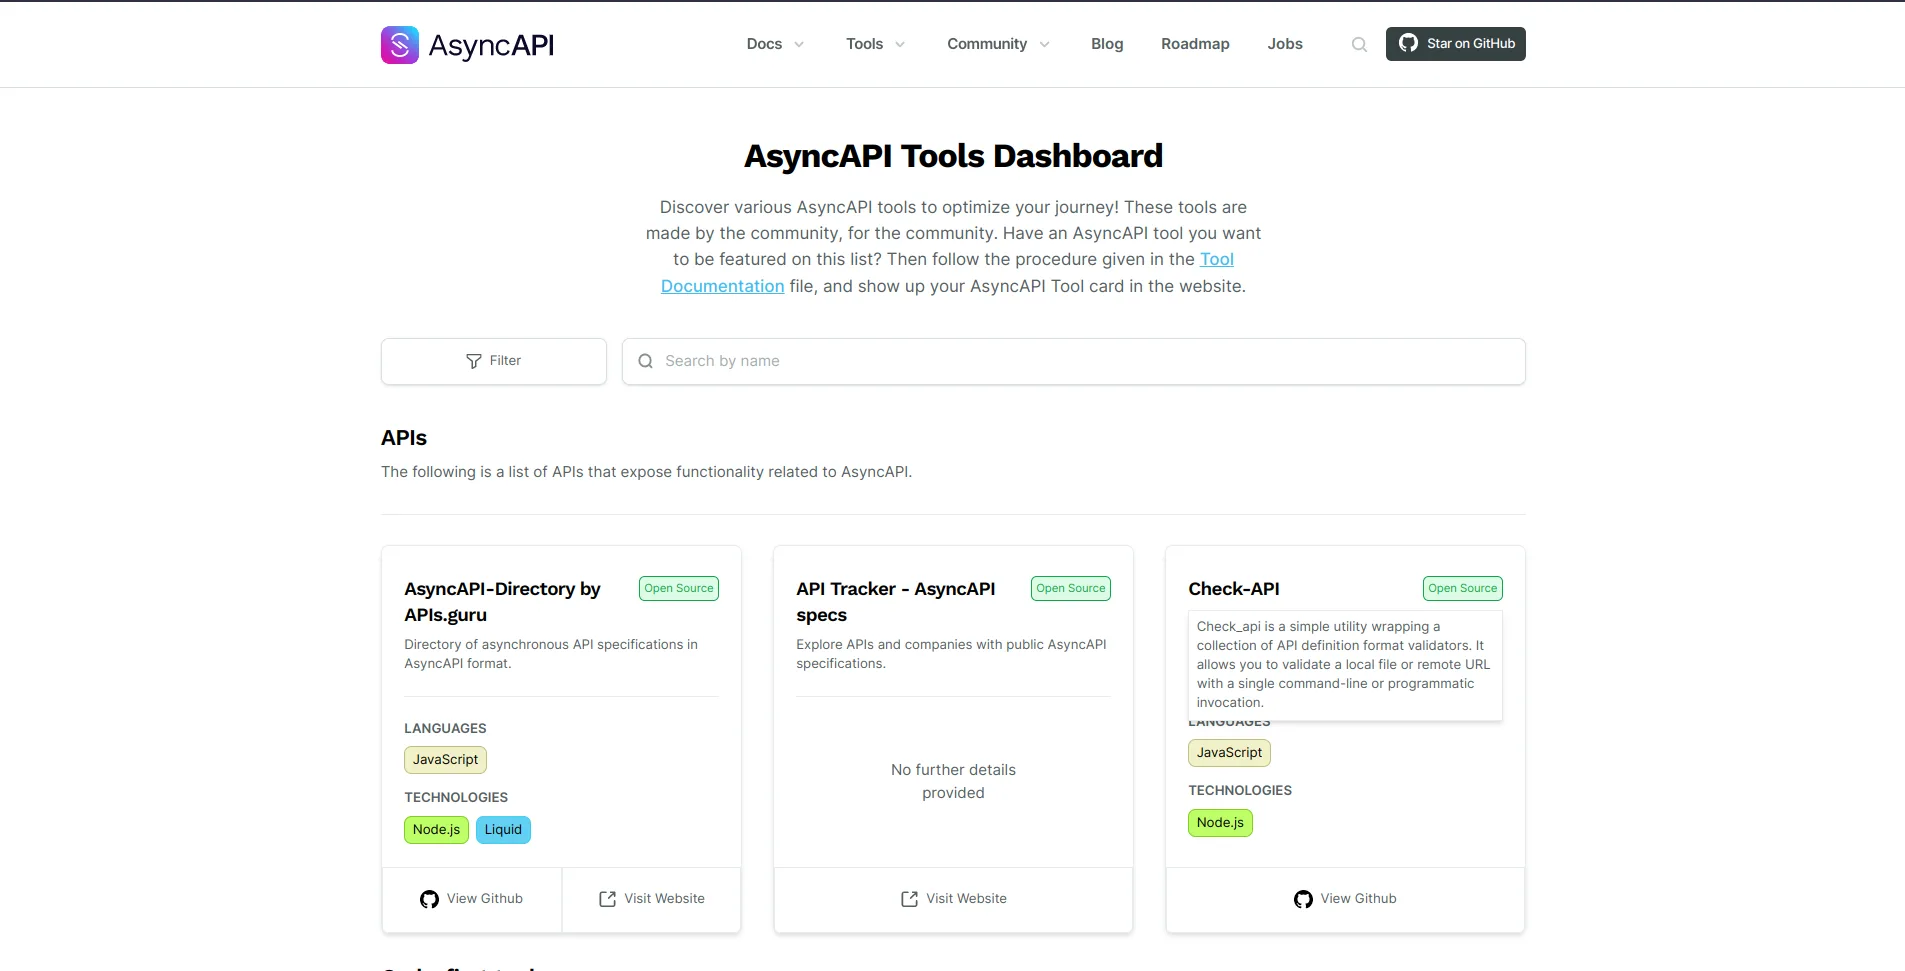 AsyncAPI
Docs
Tools
Community
Blog
Roadmap
Jobs
Star on GitHub
AsyncAPI Tools Dashboard
Discover various AsyncAPI tools to optimize your journey! These tools are
made by the community, for the community. Have an AsyncAPI tool you want
to be featured on this list? Then follow the procedure given in the Tool
Documentation file, and show up your AsyncAPI Tool card in the website.
Filter
Search by name
APIs
The following is a list of APIs that expose functionality related to AsyncAPI.
AsyncAPI-Directory by
APIs.guru
Open Source
Directory of asynchronous API specifications in
AsyncAPI format.
LANGUAGES
JavaScript
TECHNOLOGIES
Node.js
Liquid
View Github
Visit Website
API Tracker - AsyncAPI
specs
Open Source
Explore APIs and companies with public AsyncAPI
specifications.
No further details
provided
Visit Website
Check-API
Open Source
Check_api is a simple utility wrapping a
collection of API definition format validators. It
allows you to validate a local file or remote URL
with a single command-line or programmatic
invocation.
LANGUAGES
JavaScript
TECHNOLOGIES
Node.js
View Github